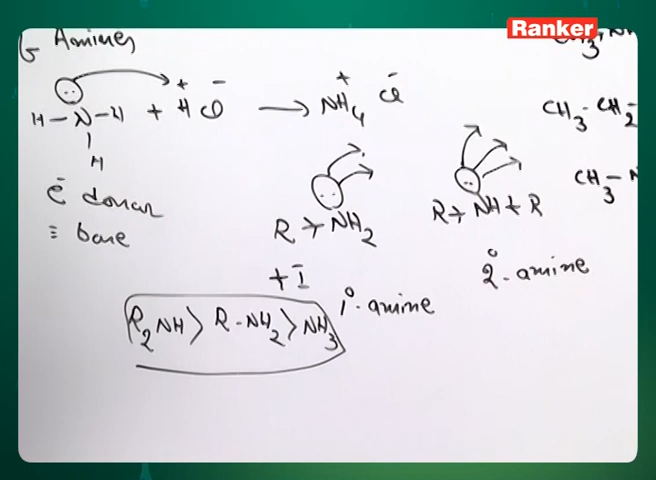 Ranker
Amines
H-N-H + H⁺ Cl⁻ → NH₄⁺ Cl⁻
H
CH₃-CH₂-
CH₃-N
R→NH₂
R→NH←R
ē donar
≡ base
+I
1°-amine
2°-amine
R₂NH > R-NH₂ > NH₃